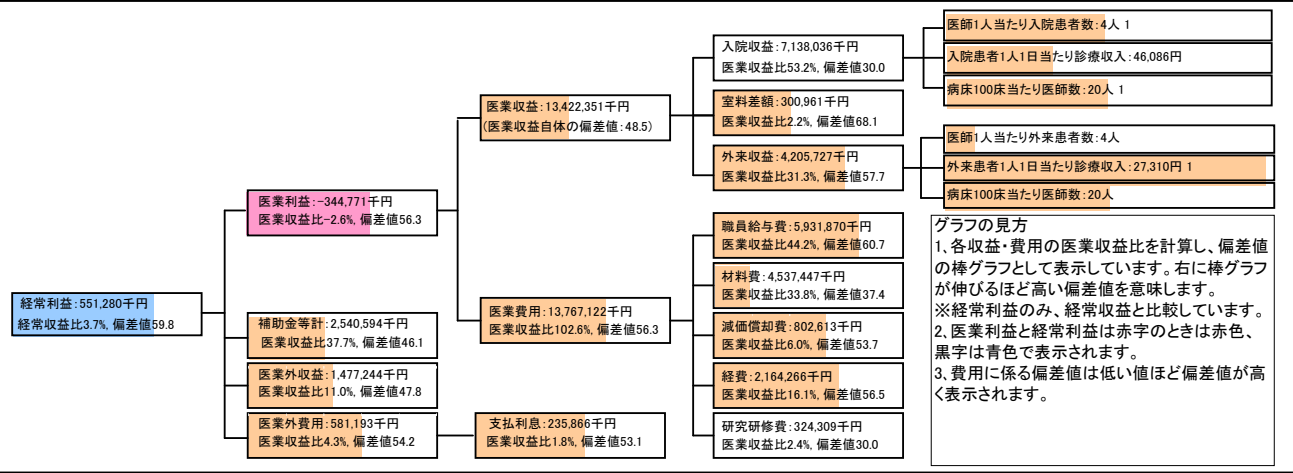 経常利益:551,280千円
経常収益比3.7%, 偏差値59.8
医業利益:-344,771千円
医業収益比-2.6%, 偏差値56.3
補助金等計:2,540,594千円
医業収益比37.7%, 偏差値46.1
医業外収益:1,477,244千円
医業収益比11.0%, 偏差値47.8
医業外費用:581,193千円
医業収益比4.3%, 偏差値54.2
医業収益:13,422,351千円
(医業収益自体の偏差値:48.5)
医業費用:13,767,122千円
医業収益比102.6%, 偏差値56.3
支払利息:235,866千円
医業収益比1.8%, 偏差値53.1
入院収益:7,138,036千円
医業収益比53.2%, 偏差値30.0
室料差額:300,961千円
医業収益比2.2%, 偏差値68.1
外来収益:4,205,727千円
医業収益比31.3%, 偏差値57.7
職員給与費:5,931,870千円
医業収益比44.2%, 偏差値60.7
材料費:4,537,447千円
医業収益比33.8%, 偏差値37.4
減価償却費:802,613千円
医業収益比6.0%, 偏差値53.7
経費:2,164,266千円
医業収益比16.1%, 偏差値56.5
研究研修費:324,309千円
医業収益比2.4%, 偏差値30.0
医師1人当たり入院患者数:4人 1
入院患者1人1日当たり診療収入:46,086円
病床100床当たり医師数:20人 1
医師1人当たり外来患者数:4人
外来患者1人1日当たり診療収入:27,310円 1
病床100床当たり医師数:20人
グラフの見方
1、各収益・費用の医業収益比を計算し、偏差値
の棒グラフとして表示しています。右に棒グラフ
が伸びるほど高い偏差値を意味します。
※経常利益のみ、経常収益と比較しています。
2、医業利益と経常利益は赤字のときは赤色、
黒字は青色で表示されます。
3、費用に係る偏差値は低い値ほど偏差値が高
く表示されます。